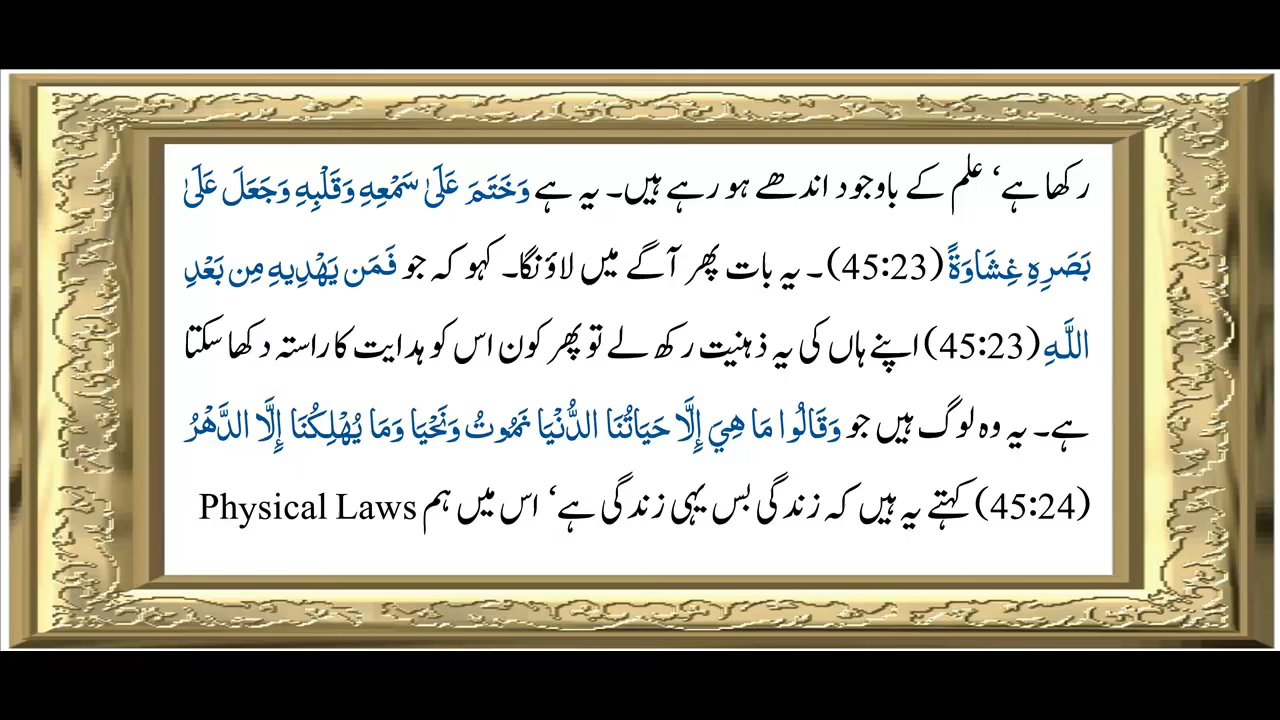 رکھا ہے‘ علم کے باوجود اندھے ہو رہے ہیں۔ یہ ہے وَخَتَمَ عَلَىٰ سَمْعِهِ وَقَلْبِهِ وَجَعَلَ عَلَىٰ
بَصَرِهِ غِشَاوَةً (45:23)۔ یہ بات پھر آگے میں لاؤنگا۔ کہو کہ جو فَمَن يَهْدِيهِ مِن بَعْدِ
اللَّهِ (45:23) اپنے ہاں کی یہ ذہنیت رکھ لے تو پھر کون اس کو ہدایت کا راستہ دکھا سکتا
ہے۔ یہ وہ لوگ ہیں جو وَقَالُوا مَا هِيَ إِلَّا حَيَاتُنَا الدُّنْيَا نَمُوتُ وَنَحْيَا وَمَا يُهْلِكُنَا إِلَّا الدَّهْرُ
(45:24) کہتے یہ ہیں کہ زندگی بس یہی زندگی ہے‘ اس میں ہم Physical Laws